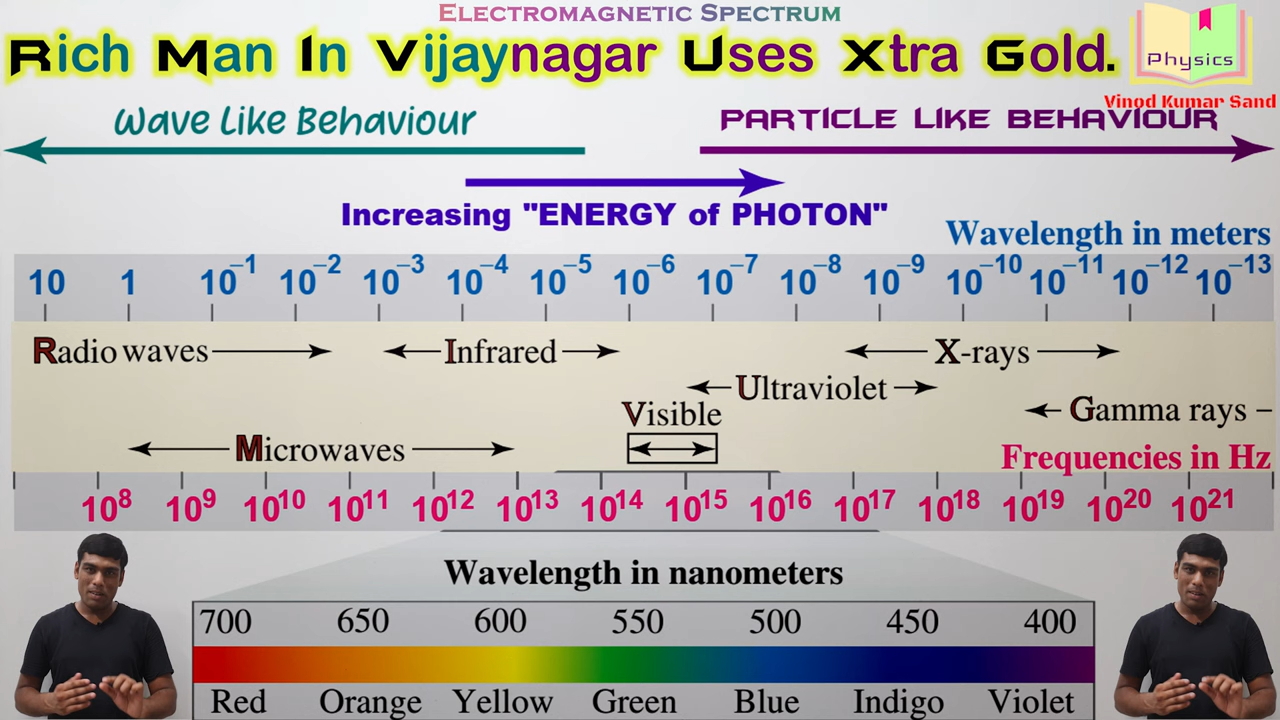 ELECTROMAGNETIC SPECTRUM
Rich Man In Vijaynagar Uses Xtra Gold.
Physics
Vinod Kumar Sand
Wave Like Behaviour
PARTICLE LIKE BEHAVIOUR
Increasing "ENERGY of PHOTON"
Wavelength in meters
10 1 10⁻¹ 10⁻² 10⁻³ 10⁻⁴ 10⁻⁵ 10⁻⁶ 10⁻⁷ 10⁻⁸ 10⁻⁹ 10⁻¹⁰ 10⁻¹¹ 10⁻¹² 10⁻¹³
Radio waves Infrared X-rays
Ultraviolet
Visible Gamma rays
Microwaves
Frequencies in Hz
10⁸ 10⁹ 10¹⁰ 10¹¹ 10¹² 10¹³ 10¹⁴ 10¹⁵ 10¹⁶ 10¹⁷ 10¹⁸ 10¹⁹ 10²⁰ 10²¹
Wavelength in nanometers
700 650 600 550 500 450 400
Red Orange Yellow Green Blue Indigo Violet